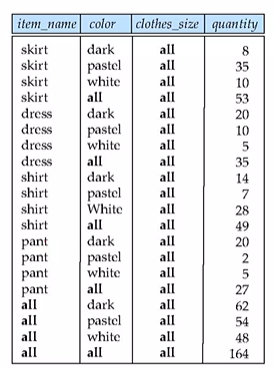 item_name color clothes_size quantity
skirt dark all 8
skirt pastel all 35
skirt white all 10
skirt all all 53
dress dark all 20
dress pastel all 10
dress white all 5
dress all all 35
shirt dark all 14
shirt pastel all 7
shirt White all 28
shirt all all 49
pant dark all 20
pant pastel all 2
pant white all 5
pant all all 27
all dark all 62
all pastel all 54
all white all 48
all all all 164